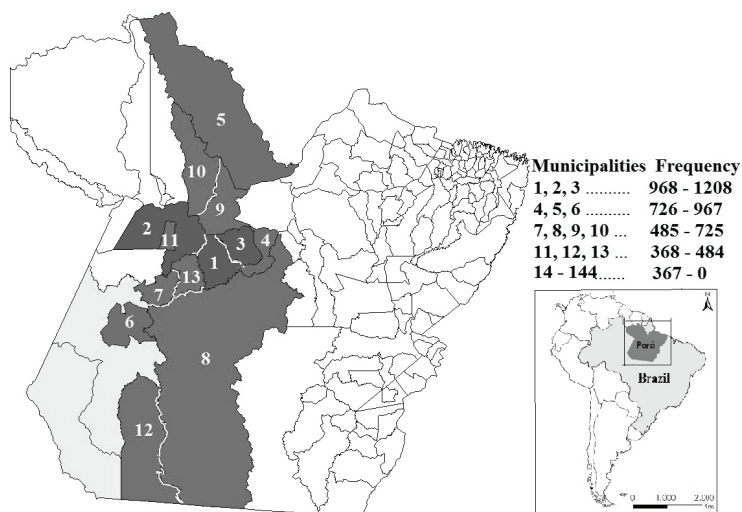 5
10
9
2
11
3
4
1
13
7
6
8
12
Municipalities Frequency
1, 2, 3 .......... 968 - 1208
4, 5, 6 ......... 726 - 967
7, 8, 9, 10 ... 485 - 725
11, 12, 13 ... 368 - 484
14 - 144...... 367 - 0
N
Pará
Brazil
0 1.000 2.000
Km